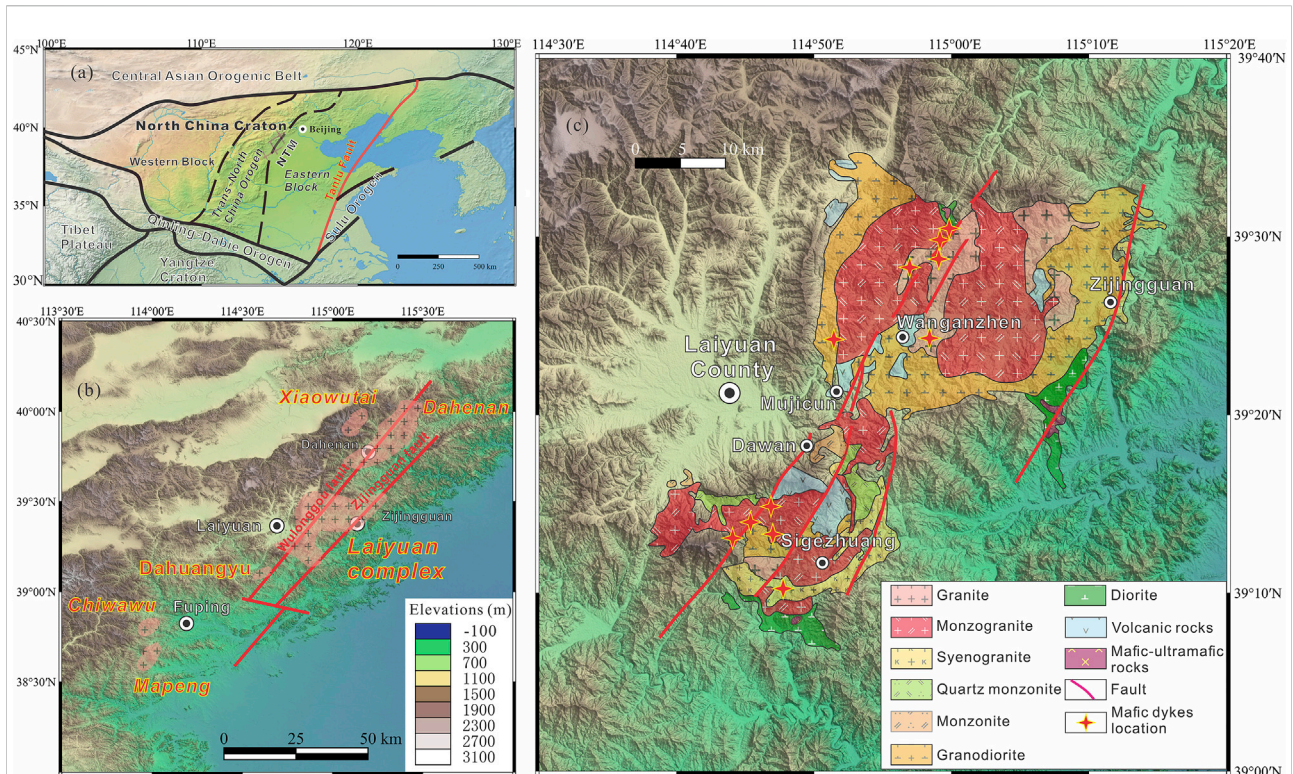 100°E
110°E
120°E
130°E
45°N
(a)
Central Asian Orogenic Belt
40°N
North China Craton
Beijing
Western Block
Trans-North
China Orogen
NTM
Eastern
Block
Tanlu Fault
35°N
Sulu Orogen
Qinling-Dabie Orogen
Tibet
Plateau
Yangtze
Craton
0 250 500 km
30°N
113°30′E
114°00′E
114°30′E
115°00′E
115°30′E
40°30′N
(b)
Xiaowutai
40°00′N
Dahenan
Dahenan
Wulonggou fault
Zijingguan fault
39°30′N
Laiyuan
Zijingguan
Laiyuan
complex
Dahuangyu
39°00′N
Chiwawu
Fuping
Mapeng
38°30′N
0 25 50 km
Elevations (m)
-100
300
700
1100
1500
1900
2300
2700
3100
114°30′E
114°40′E
114°50′E
115°00′E
115°10′E
115°20′E
39°40′N
(c)
0 5 10 km
39°30′N
Zijingguan
Wanganzhen
Laiyuan
County
Mujicun
39°20′N
Dawan
Sigezhuang
39°10′N
Granite
Monzogranite
Syenogranite
Quartz monzonite
Monzonite
Granodiorite
Diorite
Volcanic rocks
Mafic-ultramafic
rocks
Fault
Mafic dykes
location
39°00′N